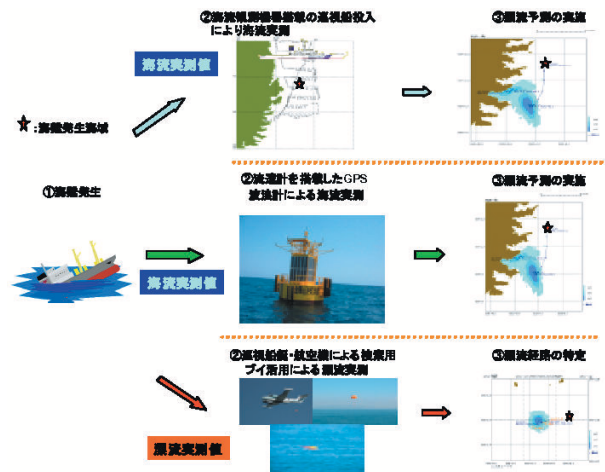 ②海流観測機器搭載の巡視船投入
により海流実測
③漂流予測の実施
海流実測値
:海難発生海域
①海難発生
②流速計を搭載したGPS
波浪計による海流実測
③漂流予測の実施
海流実測値
②巡視船艇・航空機による捜索用
ブイ活用による漂流実測
③漂流経路の特定
漂流実測値